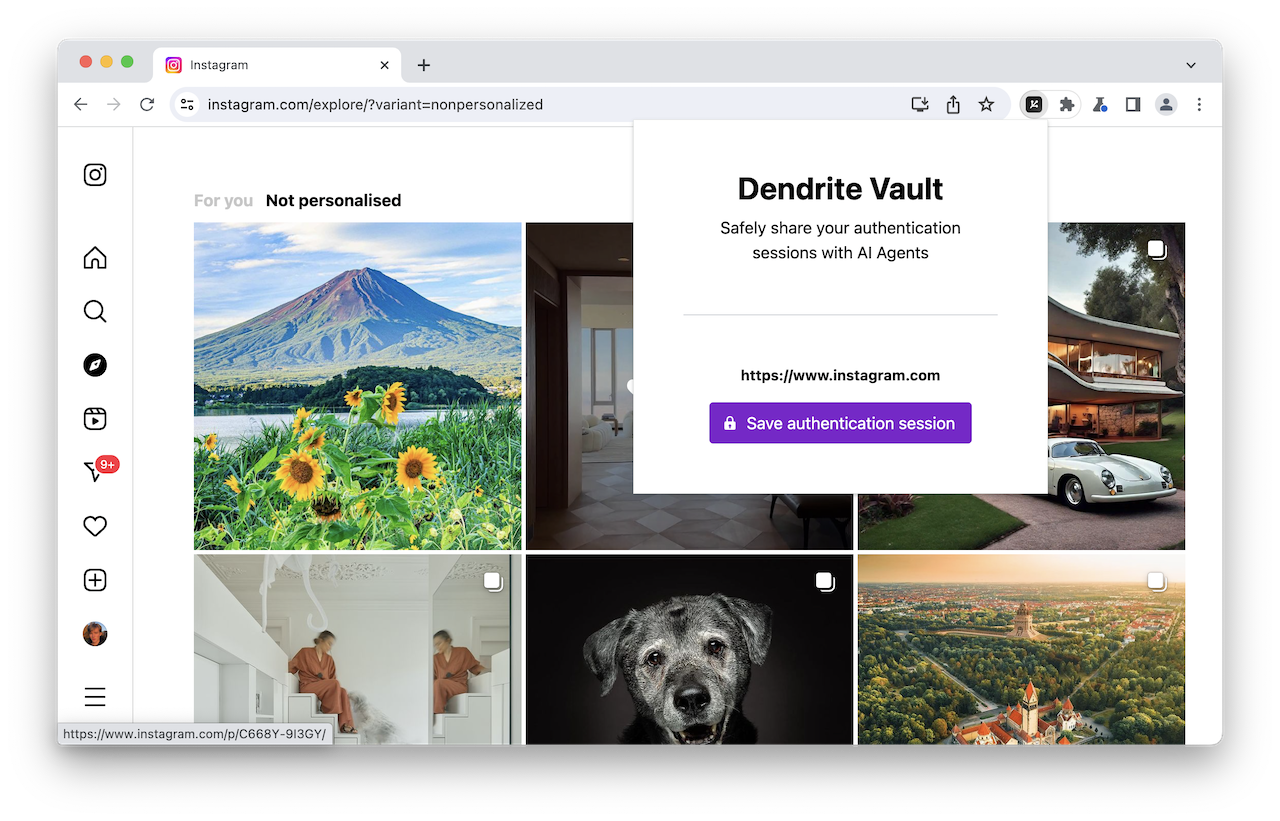 Instagram
instagram.com/explore/?variant=nonpersonalized
For you Not personalised
Dendrite Vault
Safely share your authentication
sessions with AI Agents
https://www.instagram.com
Save authentication session
9+
https://www.instagram.com/p/C668Y-9I3GY/